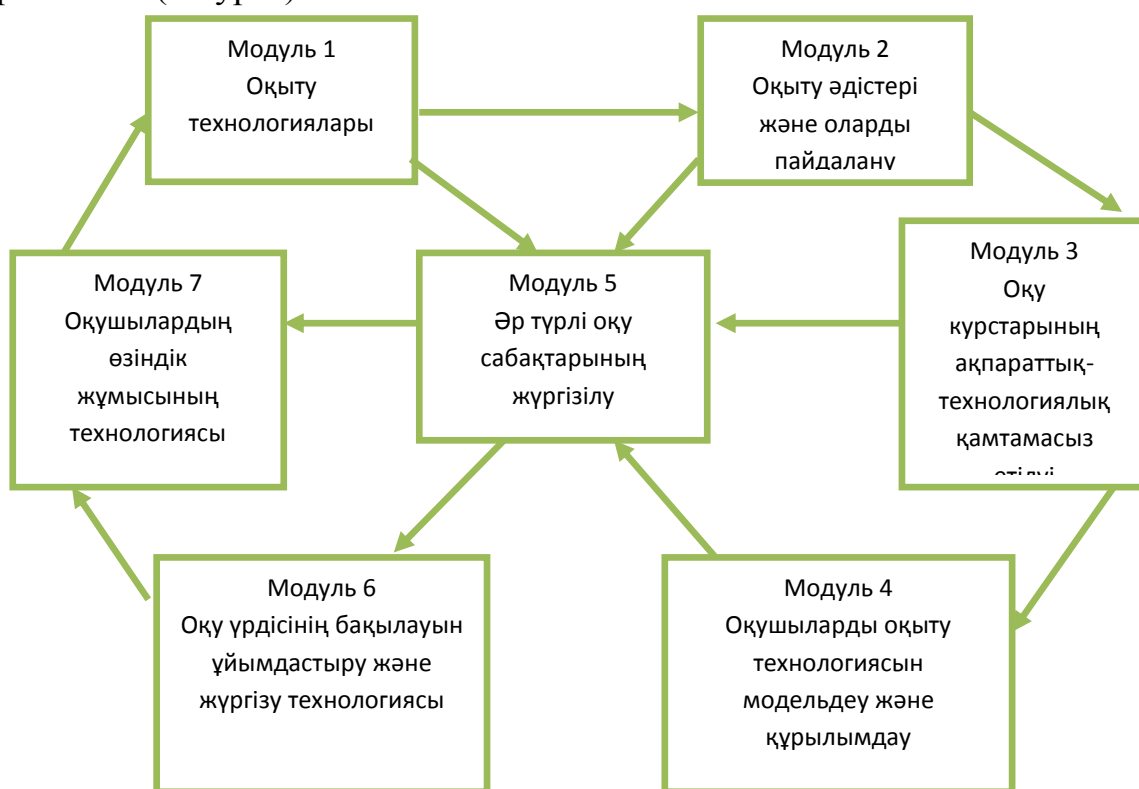 Модуль 1
Оқыту
технологиялары
Модуль 2
Оқыту әдістері
және оларды
пайдалану
Модуль 3
Оқу
курстарының
ақпараттық-
технологиялық
қамтамасыз
етілуі
Модуль 7
Оқушылардың
өзіндік
жұмысының
технологиясы
Модуль 5
Әр түрлі оқу
сабақтарының
жүргізілу
Модуль 6
Оқу үрдісінің бақылауын
ұйымдастыру және
жүргізу технологиясы
Модуль 4
Оқушыларды оқыту
технологиясын
модельдеу және
құрылымдау